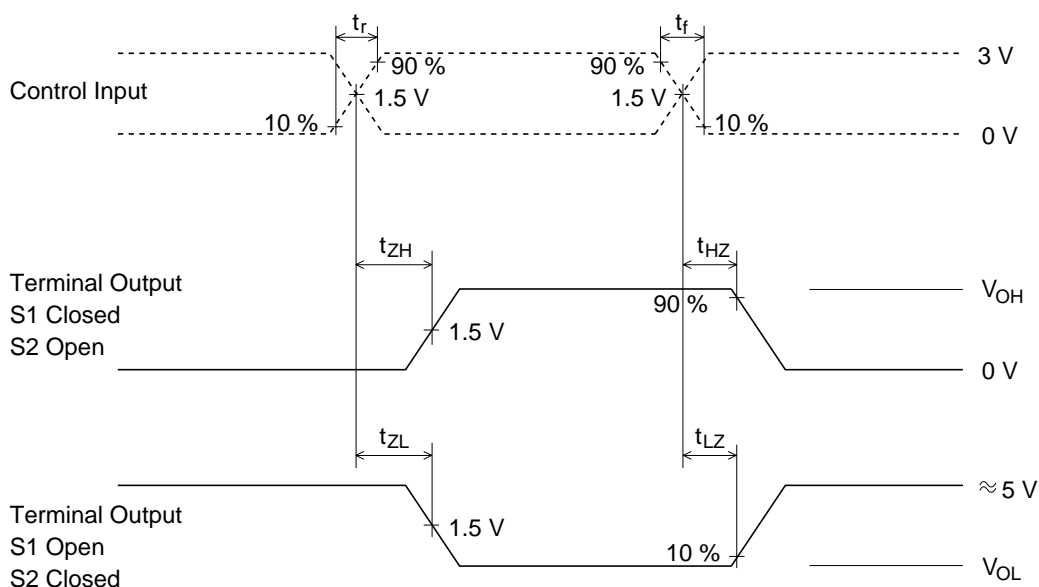 tr tf
3 V
90 % 90 %
Control Input 1.5 V 1.5 V
10 % 10 %
0 V
tZH tHZ
Terminal Output
S1 Closed
S2 Open
VOH
90 %
1.5 V
0 V
tZL tLZ
≈ 5 V
Terminal Output
S1 Open
S2 Closed
1.5 V
10 %
VOL